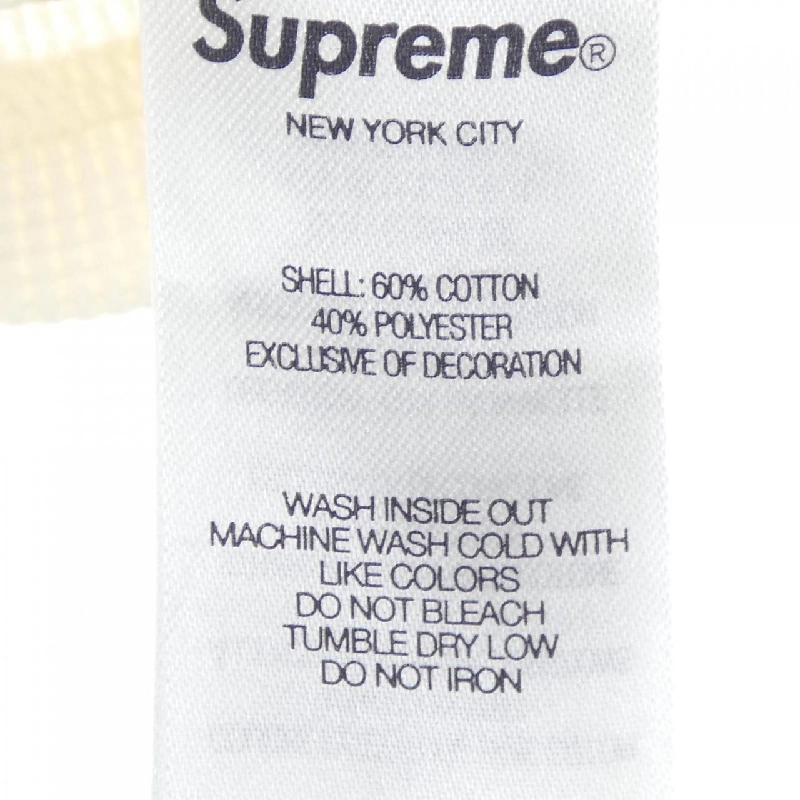 Supreme®
NEW YORK CITY
SHELL: 60% COTTON
40% POLYESTER
EXCLUSIVE OF DECORATION
WASH INSIDE OUT
MACHINE WASH COLD WITH
LIKE COLORS
DO NOT BLEACH
TUMBLE DRY LOW
DO NOT IRON